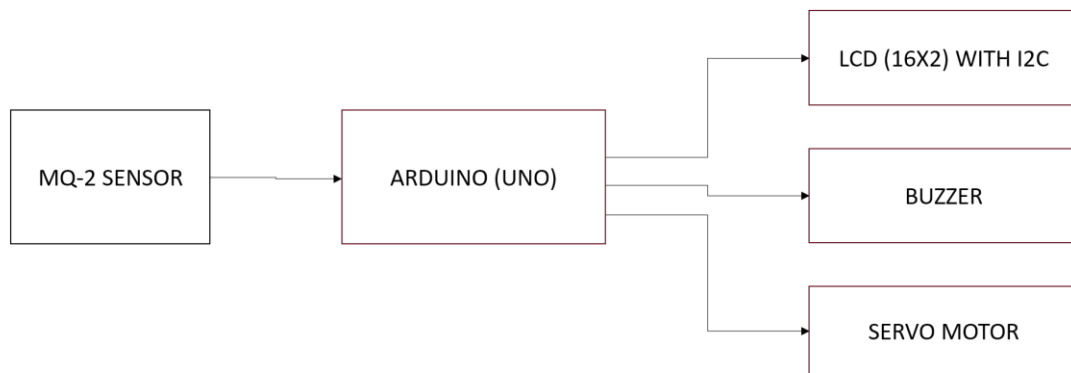 LCD (16X2) WITH I2C
MQ-2 SENSOR
ARDUINO (UNO)
BUZZER
SERVO MOTOR